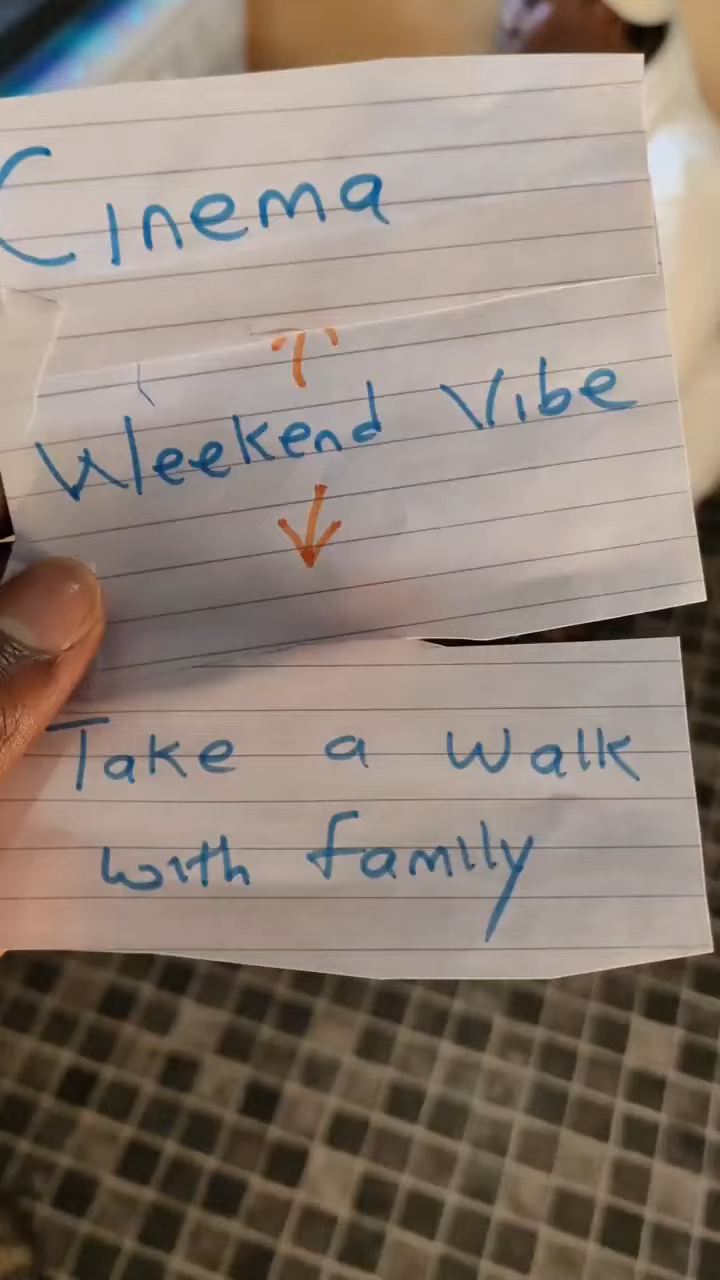 Cinema
↑
Weekend Vibe
↓
Take a walk
with family